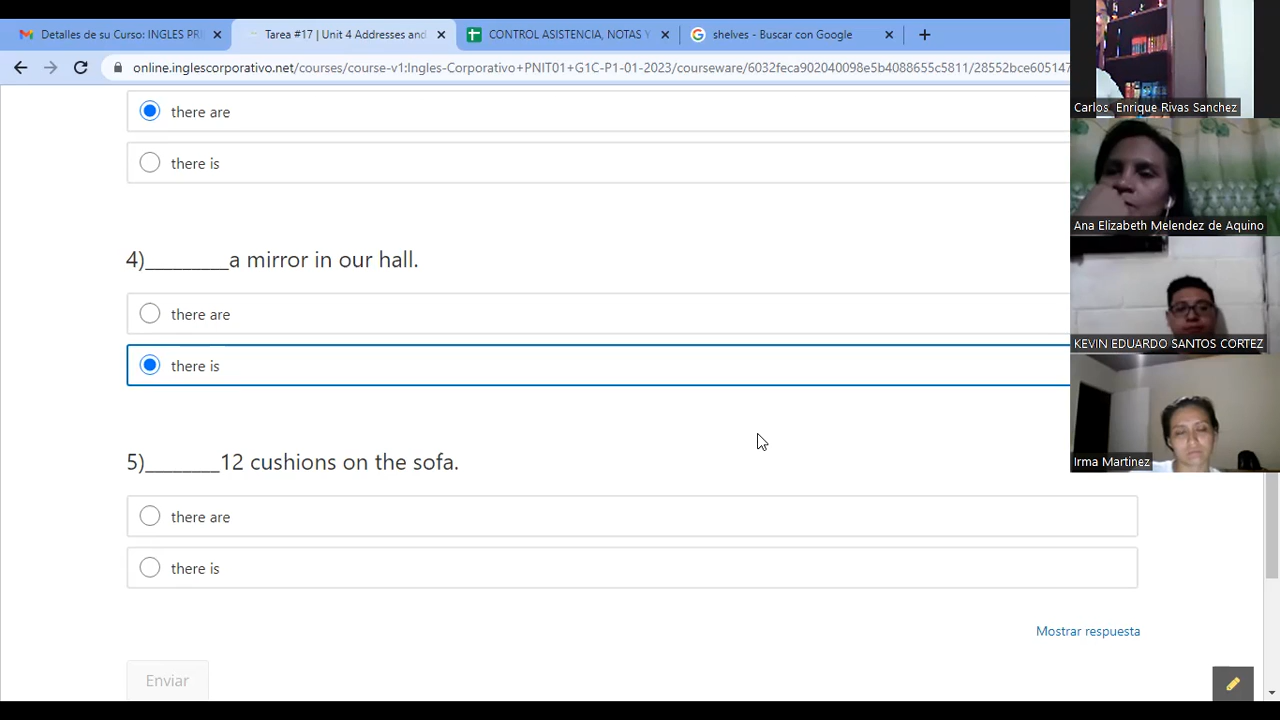 Detalles de su Curso: INGLES PR
Tarea #17 | Unit 4 Addresses and
CONTROL ASISTENCIA, NOTAS Y
shelves - Buscar con Google
online.inglescorporativo.net/courses/course-v1:Ingles-Corporativo+PNIT01+G1C-P1-01-2023/courseware/6032feca902040098e5b4088655c5811/28552bce605147
there are
there is
4)_________a mirror in our hall.
there are
there is
5)_______12 cushions on the sofa.
there are
there is
Mostrar respuesta
Enviar
Carlos Enrique Rivas Sanchez
Ana Elizabeth Melendez de Aquino
KEVIN EDUARDO SANTOS CORTEZ
Irma Martinez